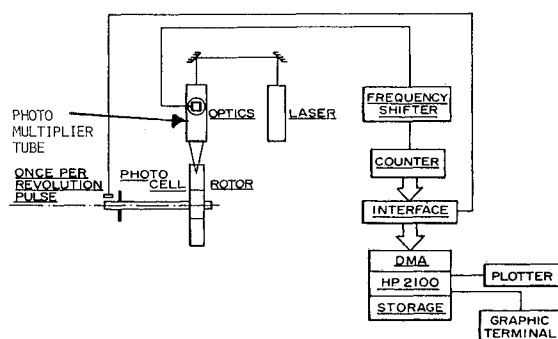 PHOTO
MULTIPLIER
TUBE
OPTICS
LASER
FREQUENCY
SHIFTER
COUNTER
ONCE PER
REVOLUTION
PULSE
PHOTO
CELL
ROTOR
INTERFACE
DMA
HP 2100
STORAGE
PLOTTER
GRAPHIC
TERMINAL